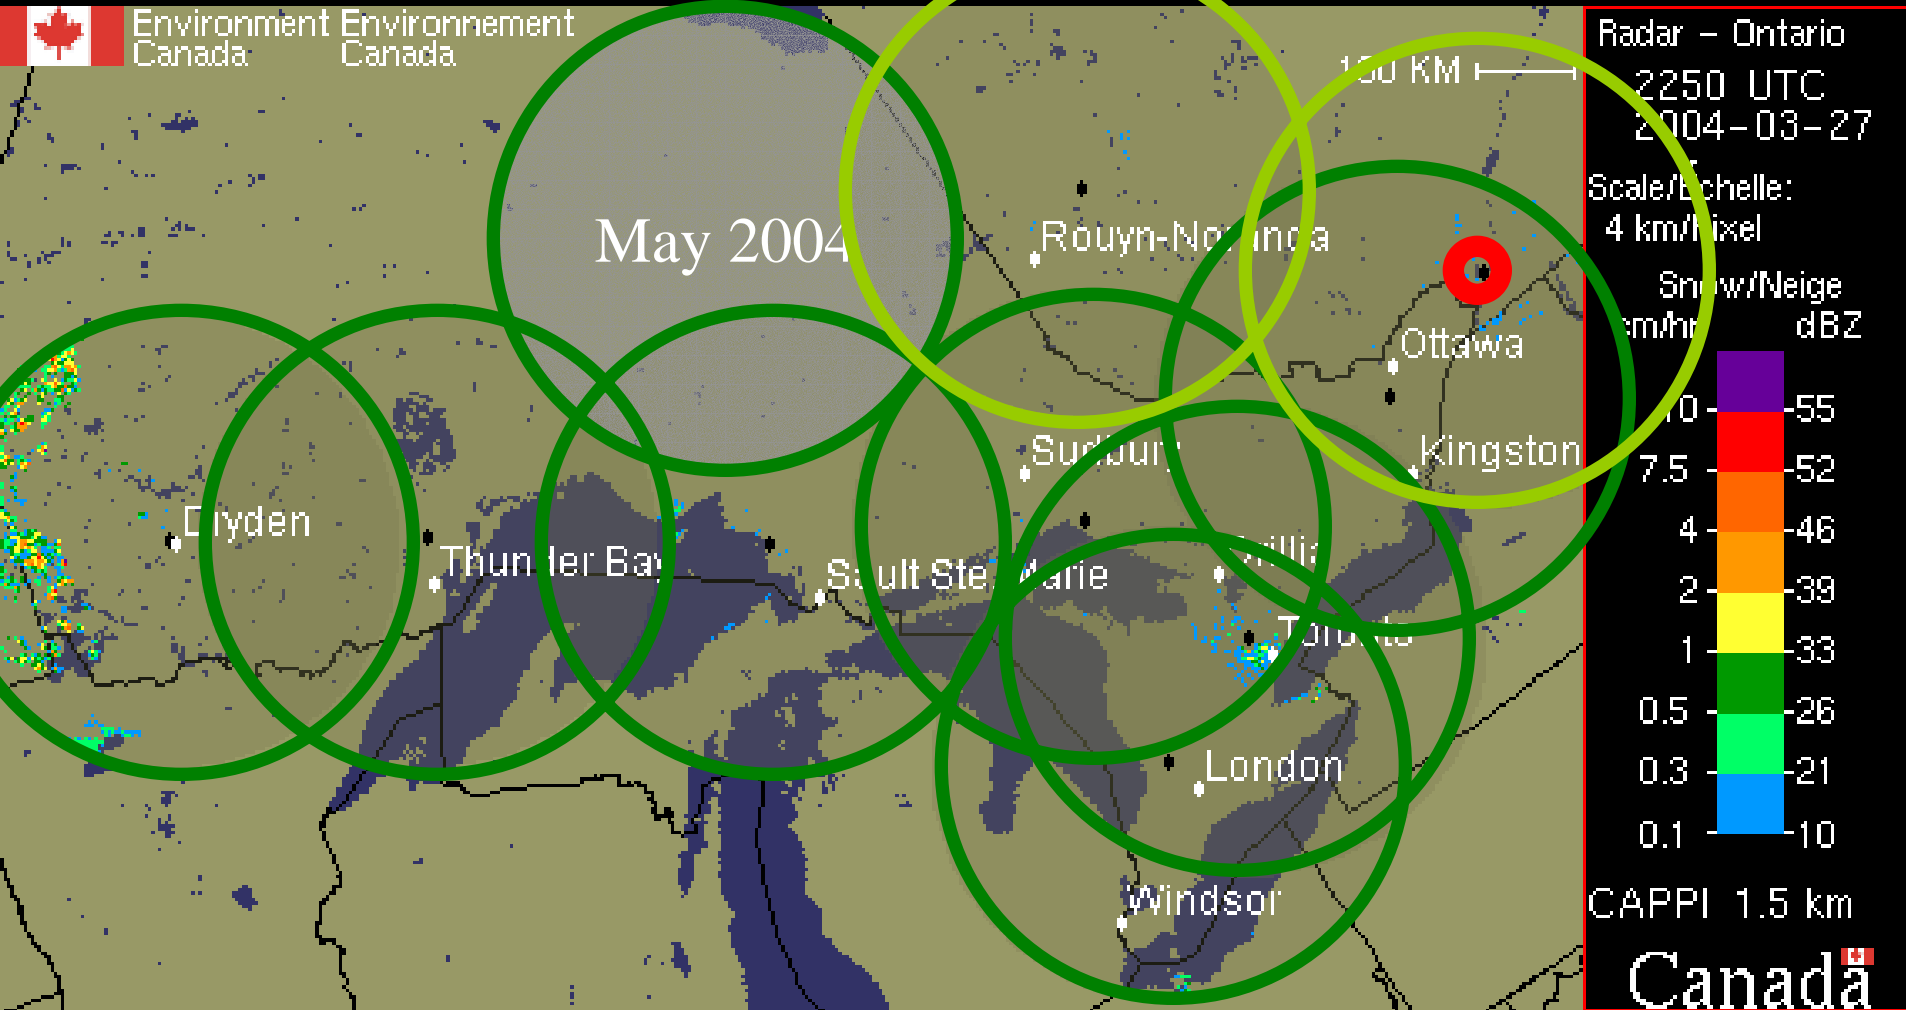 Environment Environnement
Canada Canada
Radar - Ontario
100 KM
2250 UTC
2004-03-27
Scale/Echelle:
4 km/Pixel
May 2004
Rouyn-Noranda
Snow/Neige
cm/hr dBZ
Ottawa
10 55
Sudbury
Kingston
7.5 52
Dryden
4 46
Thunder Bay
Sault Ste. Marie
Orillia
2 39
Toronto
1 33
0.5 26
London
0.3 21
0.1 10
Windsor
CAPPI 1.5 km
Canada